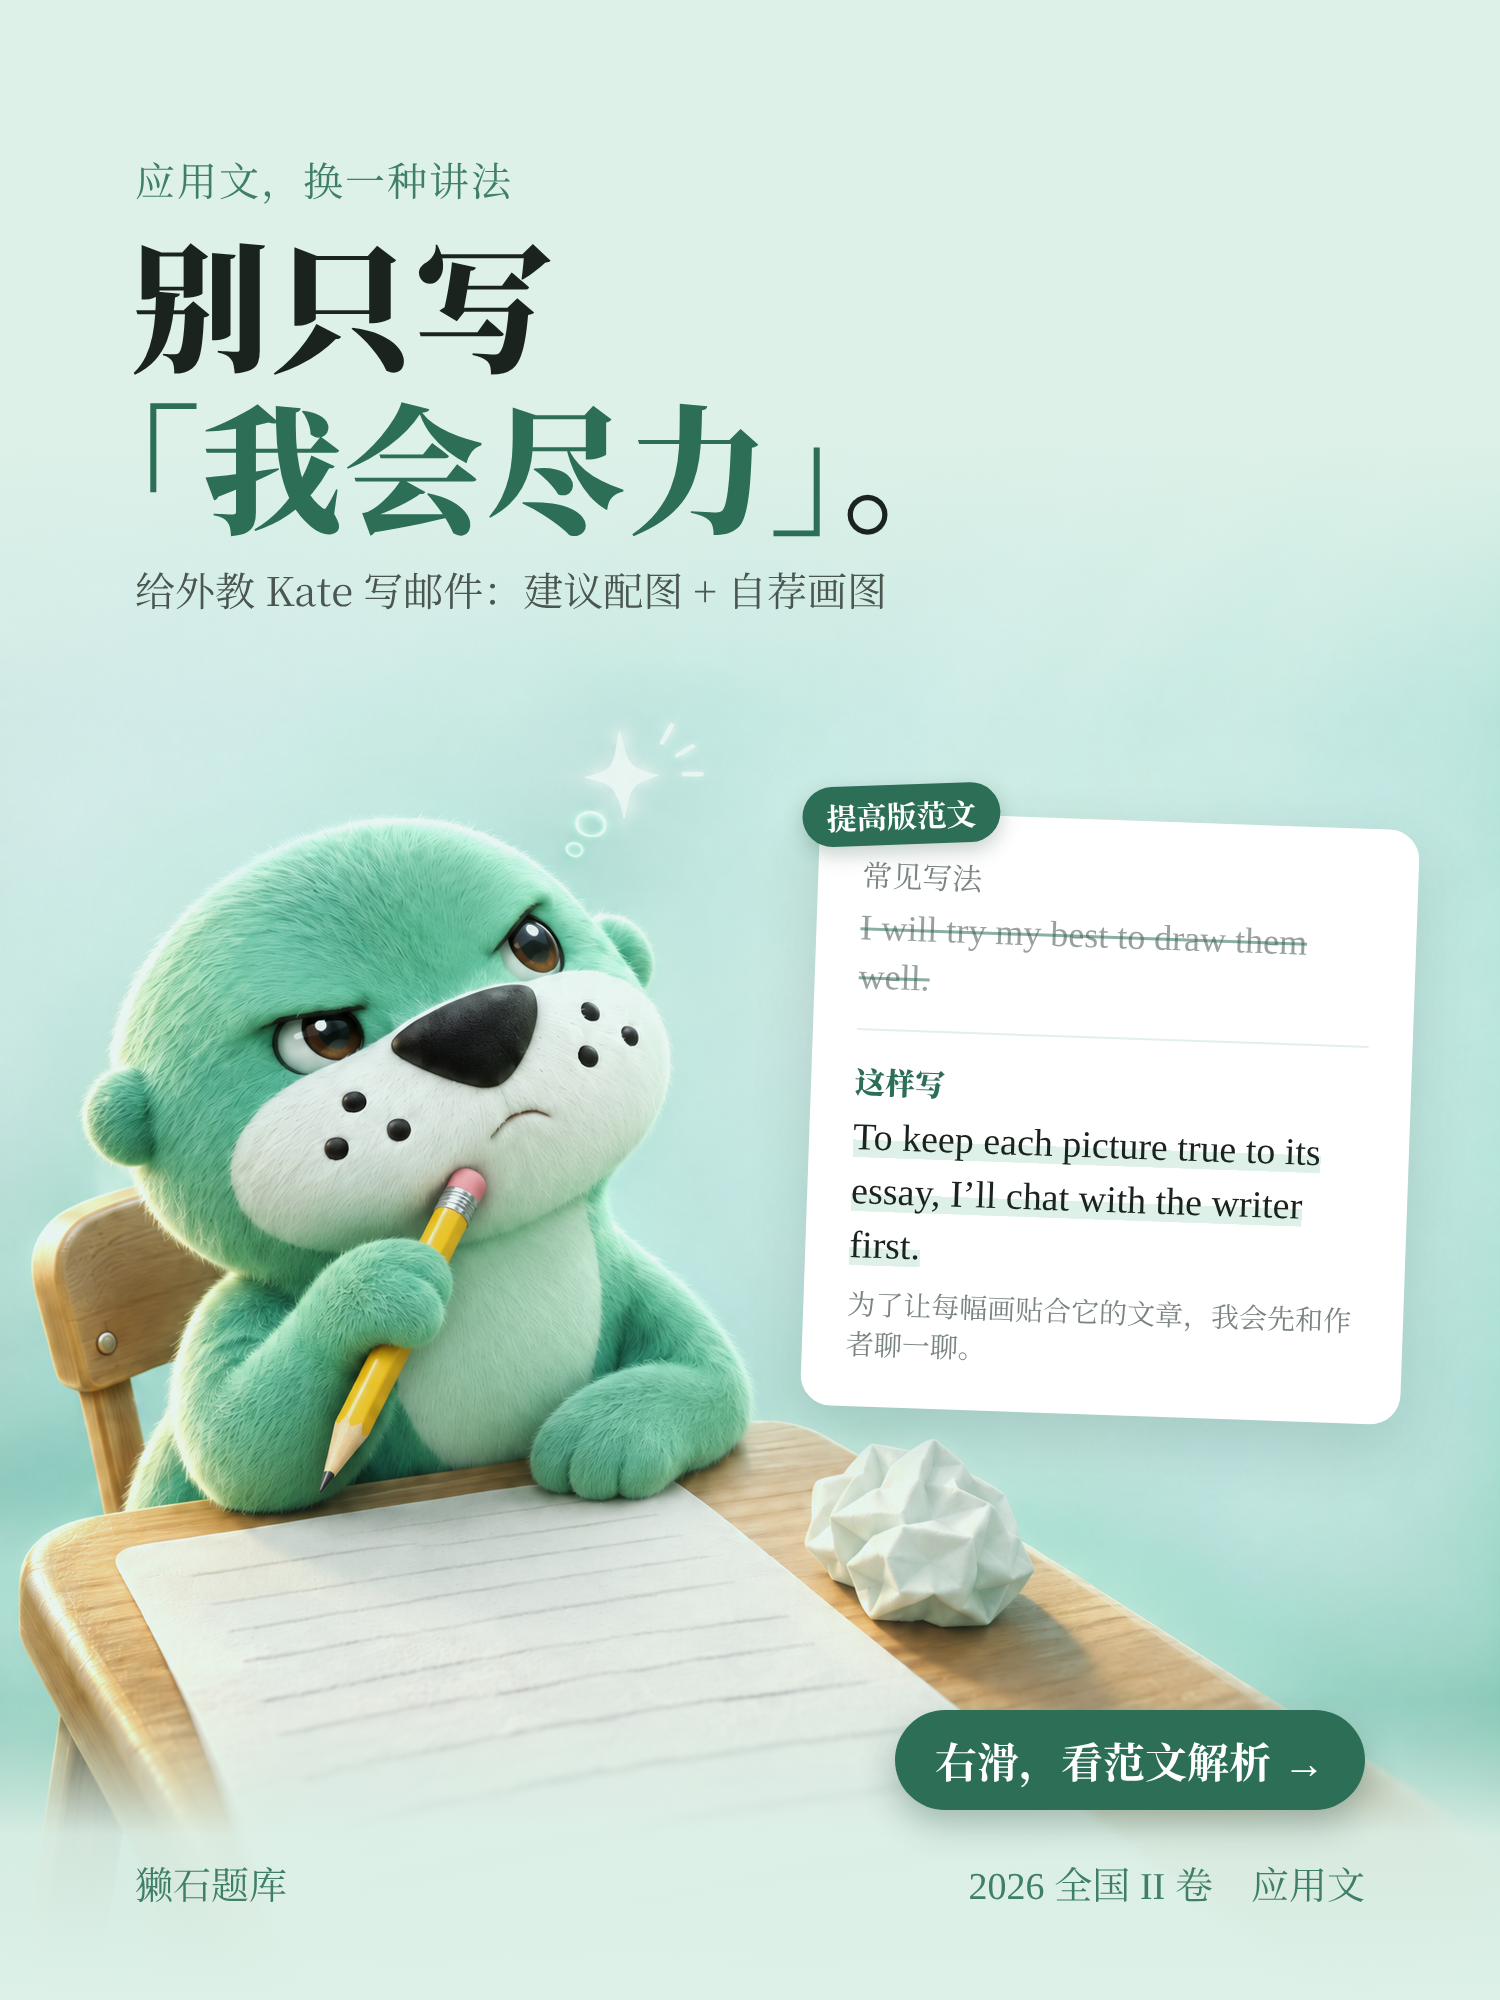 应用文，换一种讲法
别只写
「我会尽力」。
给外教 Kate 写邮件：建议配图 + 自荐画图
提高版范文
常见写法
I will try my best to draw them
well.
这样写
To keep each picture true to its
essay, I’ll chat with the writer
first.
为了让每幅画贴合它的文章，我会先和作
者聊一聊。
右滑，看范文解析 →
獭石题库
2026 全国 II 卷　应用文